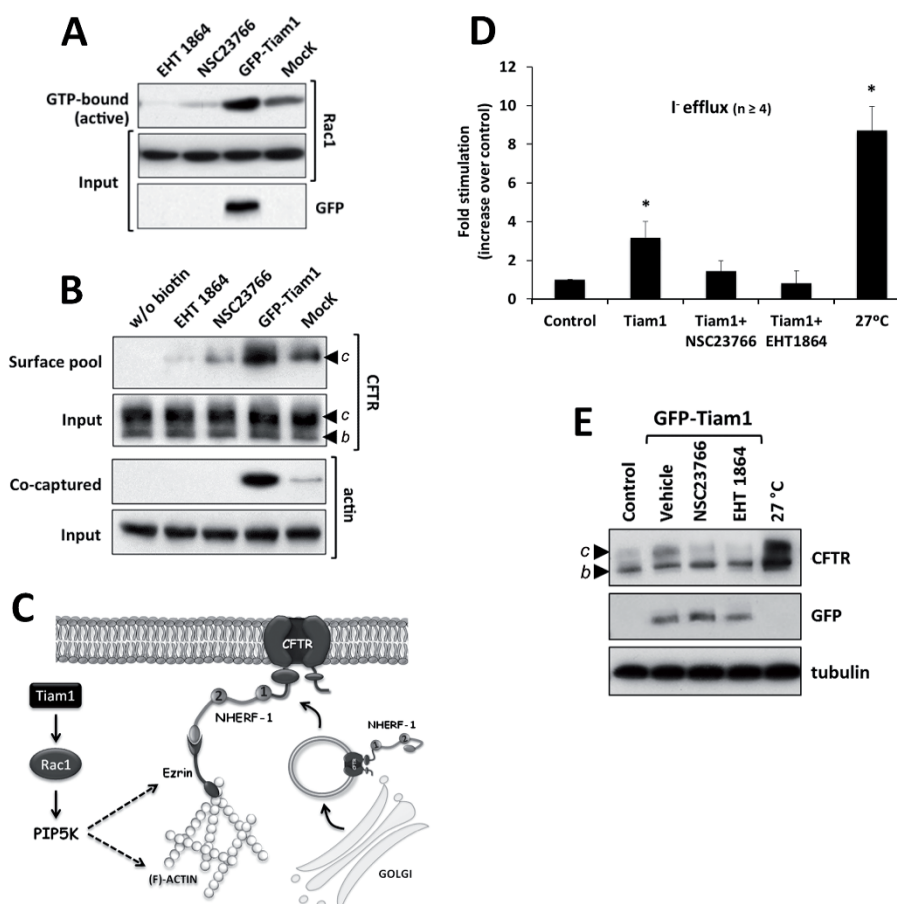 A
EHT 1864
NSC23766
GFP-Tiam1
MocK
GTP-bound
(active)
Rac1
Input
GFP
B
w/o biotin
EHT 1864
NSC23766
GFP-Tiam1
MocK
Surface pool
c
Input
c
b
CFTR
Co-captured
Input
actin
C
CFTR
Tiam1
Rac1
PIP5K
2
1
NHERF-1
Ezrin
(F)-ACTIN
NHERF-1
1
2
CFTR
GOLGI
D
I- efflux (n ≥ 4)
Fold stimulation
(increase over control)
12
10
8
6
4
2
0
*
*
Control
Tiam1
Tiam1+
NSC23766
Tiam1+
EHT1864
27ºC
E
GFP-Tiam1
Control
Vehicle
NSC23766
EHT 1864
27 °C
c
b
CFTR
GFP
tubulin